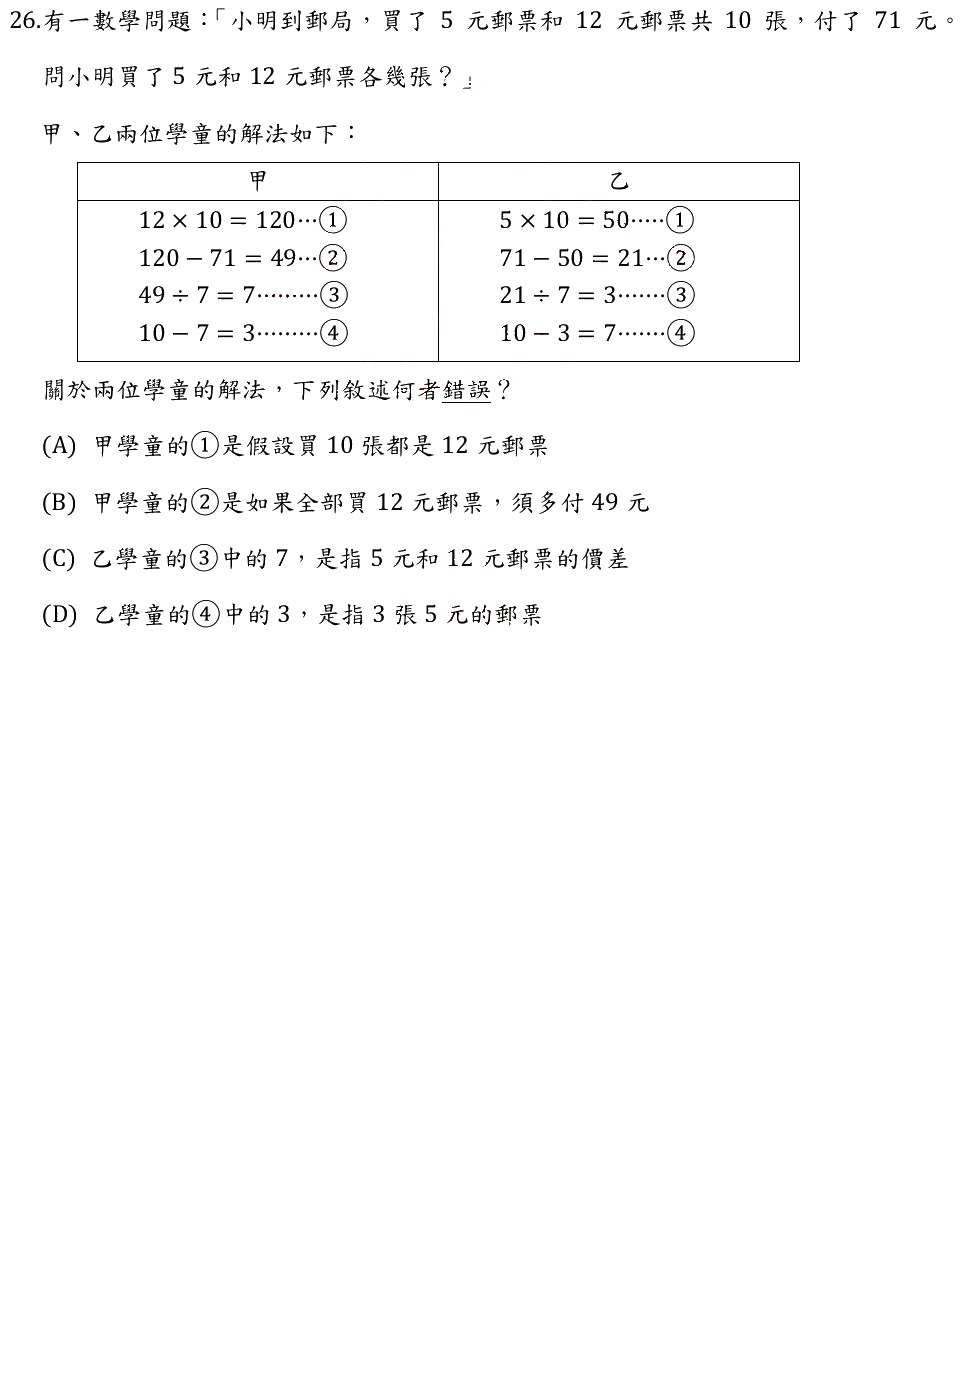 26.有一數學問題：「小明到郵局，買了 5 元郵票和 12 元郵票共 10 張，付了 71 元。
問小明買了 5 元和 12 元郵票各幾張？」
甲、乙兩位學童的解法如下：
甲 乙
12 × 10 = 120⋯① 5 × 10 = 50⋯⋯①
120 − 71 = 49⋯② 71 − 50 = 21⋯②
49 ÷ 7 = 7⋯⋯⋯③ 21 ÷ 7 = 3⋯⋯③
10 − 7 = 3⋯⋯⋯④ 10 − 3 = 7⋯⋯④
關於兩位學童的解法，下列敘述何者錯誤？
(A) 甲學童的①是假設買 10 張都是 12 元郵票
(B) 甲學童的②是如果全部買 12 元郵票，須多付 49 元
(C) 乙學童的③中的 7，是指 5 元和 12 元郵票的價差
(D) 乙學童的④中的 3，是指 3 張 5 元的郵票